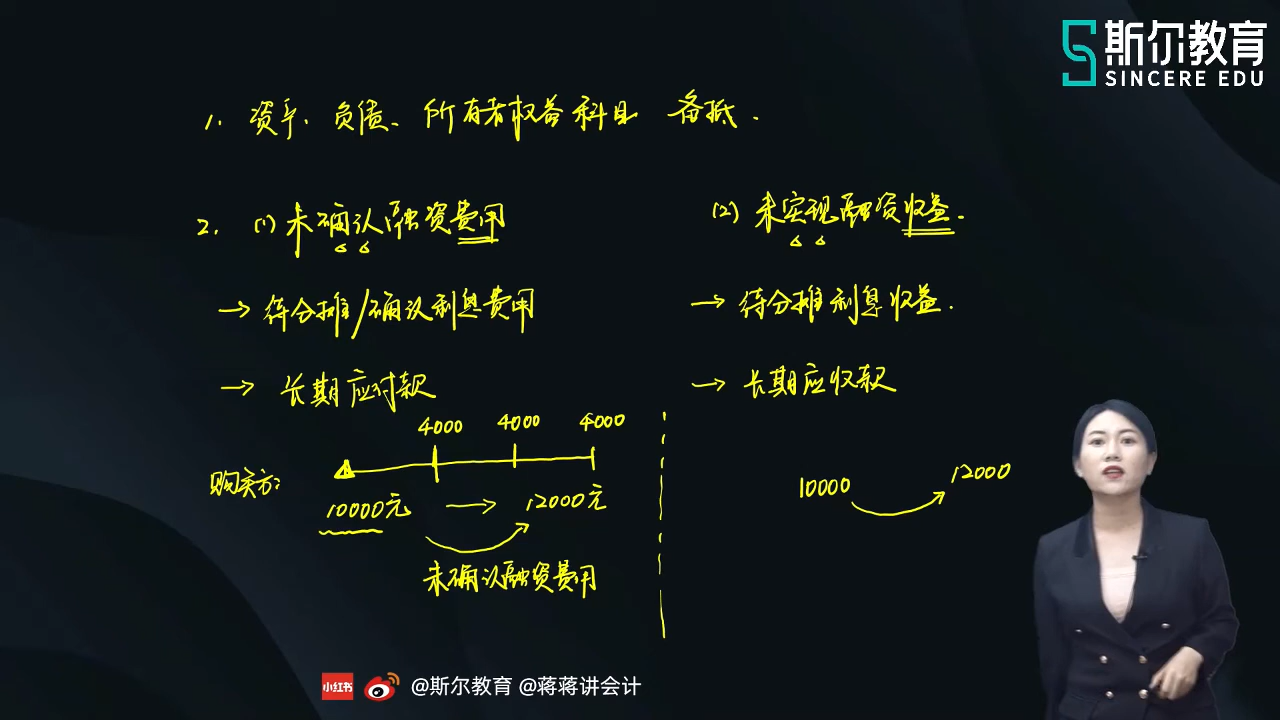 斯尔教育
SINCERE EDU
1. 资产、负债、所有者权益科目 备抵.
2. (1) 未确认融资费用
→ 待分摊/确认利息费用
→ 长期应付款
4000 4000 4000
购买方:
10000元 → 12000元
未确认融资费用
(2) 未实现融资收益.
→ 待分摊利息收益.
→ 长期应收款
10000 12000
小红书 @斯尔教育 @蒋蒋讲会计